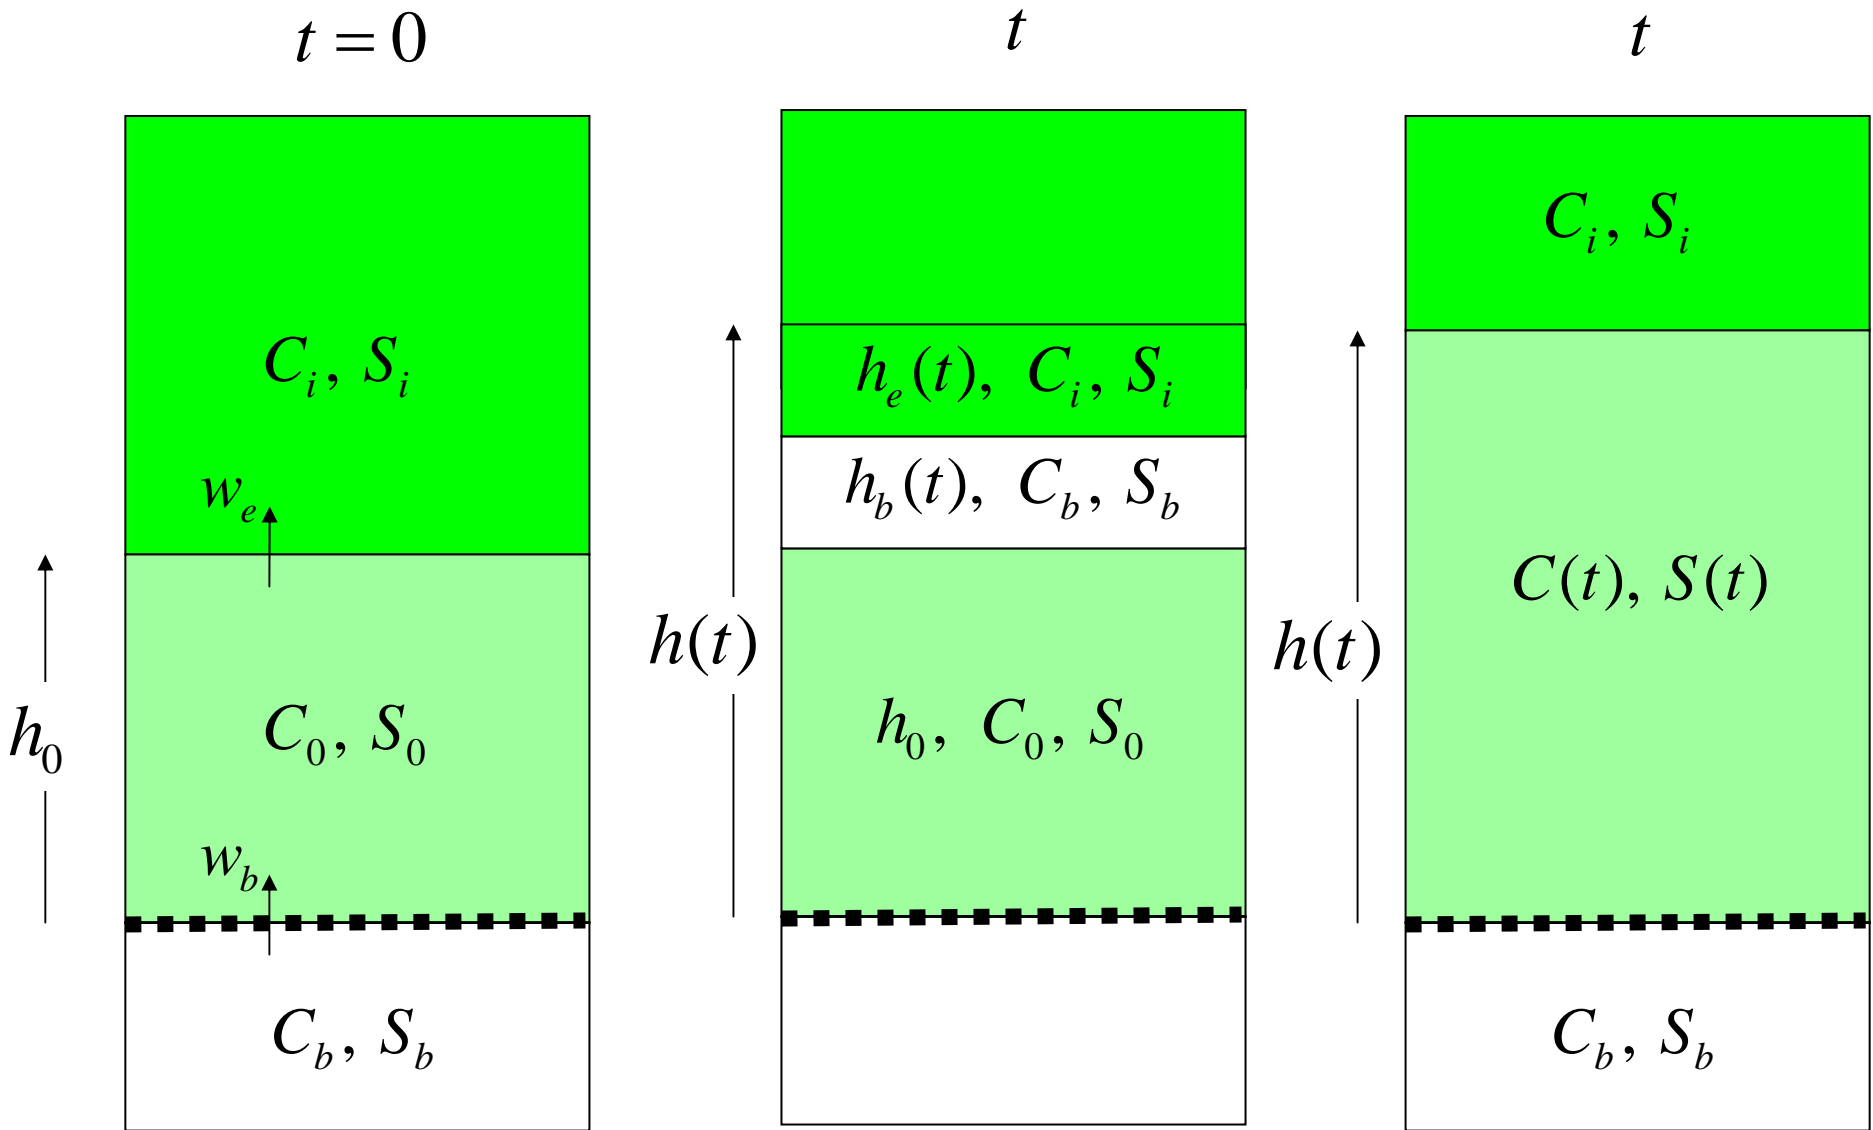 t = 0
C_i, S_i
w_e
h_0
C_0, S_0
w_b
C_b, S_b
t
h_e(t), C_i, S_i
h_b(t), C_b, S_b
h(t)
h_0, C_0, S_0
t
C_i, S_i
C(t), S(t)
h(t)
C_b, S_b